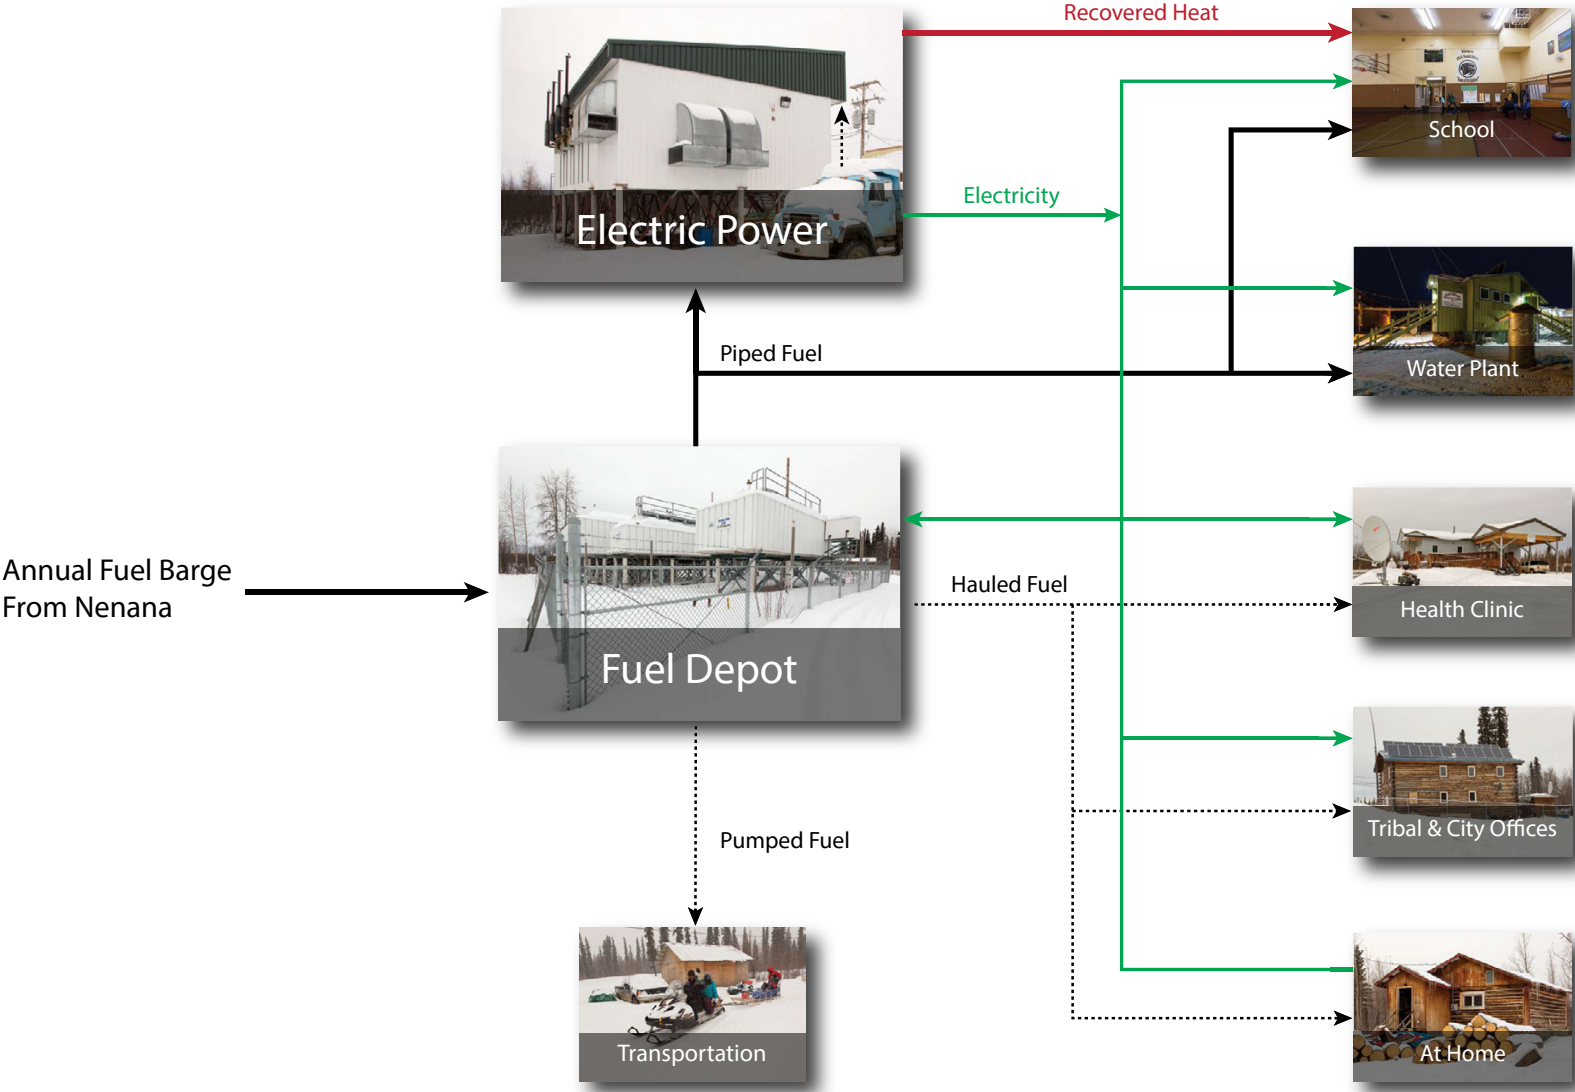 Recovered Heat
School
Electricity
Electric Power
Piped Fuel
Water Plant
Annual Fuel Barge
From Nenana
Hauled Fuel
Health Clinic
Fuel Depot
Tribal & City Offices
Pumped Fuel
Transportation
At Home